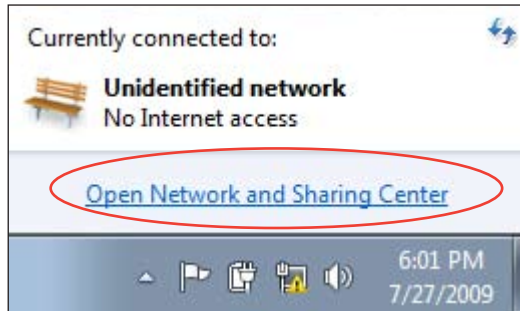 Currently connected to:
Unidentified network
No Internet access
Open Network and Sharing Center
6:01 PM
7/27/2009